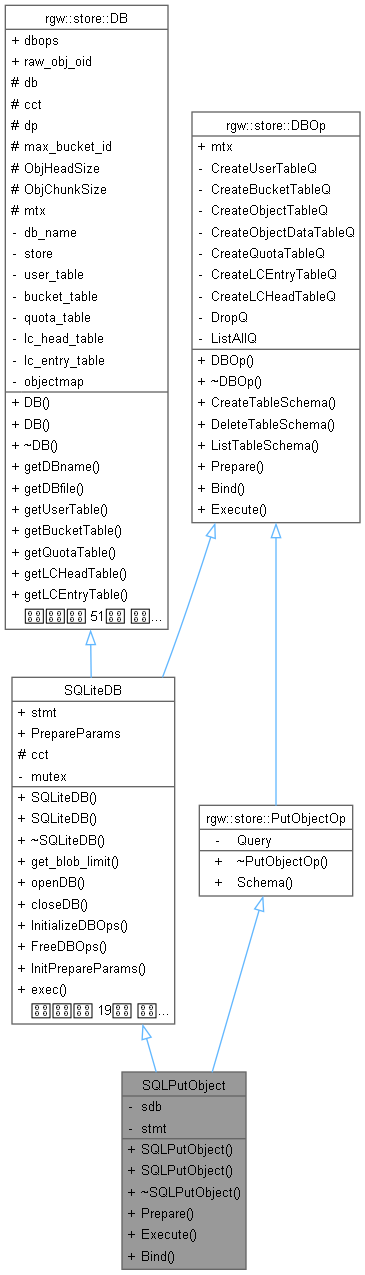 rgw::store::DB
+ dbops
+ raw_obj_oid
# db
# cct
# dp
# max_bucket_id
# ObjHeadSize
# ObjChunkSize
# mtx
- db_name
- store
- user_table
- bucket_table
- quota_table
- lc_head_table
- lc_entry_table
- objectmap
+ DB()
+ DB()
+ ~DB()
+ getDBname()
+ getDBfile()
+ getUserTable()
+ getBucketTable()
+ getQuotaTable()
+ getLCHeadTable()
+ getLCEntryTable()
51 ...
rgw::store::DBOp
+ mtx
- CreateUserTableQ
- CreateBucketTableQ
- CreateObjectTableQ
- CreateObjectDataTableQ
- CreateQuotaTableQ
- CreateLCEntryTableQ
- CreateLCHeadTableQ
- DropQ
- ListAllQ
+ DBOp()
+ ~DBOp()
+ CreateTableSchema()
+ DeleteTableSchema()
+ ListTableSchema()
+ Prepare()
+ Bind()
+ Execute()
SQLiteDB
+ stmt
+ PrepareParams
# cct
- mutex
+ SQLiteDB()
+ SQLiteDB()
+ ~SQLiteDB()
+ get_blob_limit()
+ openDB()
+ closeDB()
+ InitializeDBOps()
+ FreeDBOps()
+ InitPrepareParams()
+ exec()
19 ...
rgw::store::PutObjectOp
- Query
+ ~PutObjectOp()
+ Schema()
SQLPutObject
- sdb
- stmt
+ SQLPutObject()
+ SQLPutObject()
+ ~SQLPutObject()
+ Prepare()
+ Execute()
+ Bind()